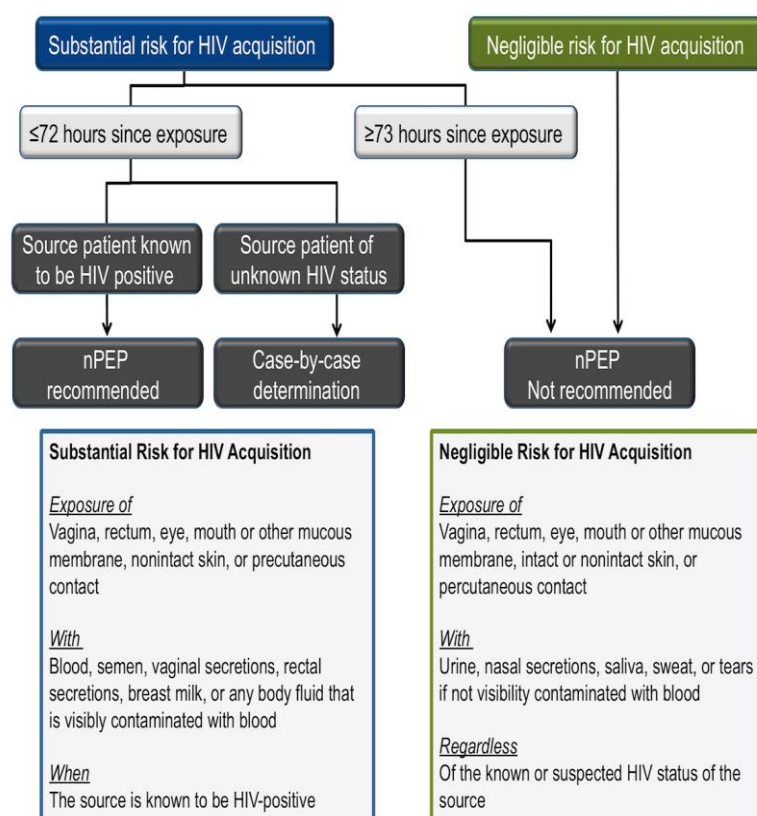 Substantial risk for HIV acquisition
Negligible risk for HIV acquisition
≤72 hours since exposure
≥73 hours since exposure
Source patient known
to be HIV positive
Source patient of
unknown HIV status
nPEP
recommended
Case-by-case
determination
nPEP
Not recommended
Substantial Risk for HIV Acquisition
Exposure of
Vagina, rectum, eye, mouth or other mucous
membrane, nonintact skin, or precutaneous
contact
With
Blood, semen, vaginal secretions, rectal
secretions, breast milk, or any body fluid that
is visibly contaminated with blood
When
The source is known to be HIV-positive
Negligible Risk for HIV Acquisition
Exposure of
Vagina, rectum, eye, mouth or other mucous
membrane, intact or nonintact skin, or
percutaneous contact
With
Urine, nasal secretions, saliva, sweat, or tears
if not visibility contaminated with blood
Regardless
Of the known or suspected HIV status of the
source